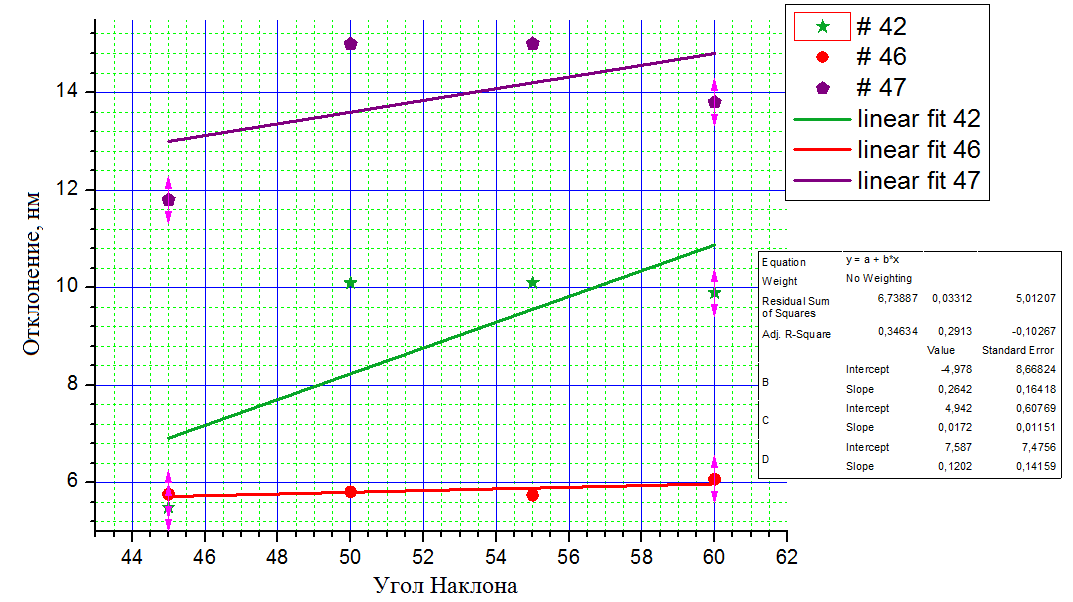 # 42
# 46
# 47
linear fit 42
linear fit 46
linear fit 47
14
12
10
8
6
Отклонение, нм
44 46 48 50 52 54 56 58 60 62
Угол Наклона
Equation y = a + b*x
Weight No Weighting
Residual Sum of Squares 6,73887 0,03312 5,01207
Adj. R-Square 0,34634 0,2913 -0,10267
Value Standard Error
B Intercept -4,978 8,66824
Slope 0,2642 0,16418
C Intercept 4,942 0,60769
Slope 0,0172 0,01151
D Intercept 7,587 7,4756
Slope 0,1202 0,14159